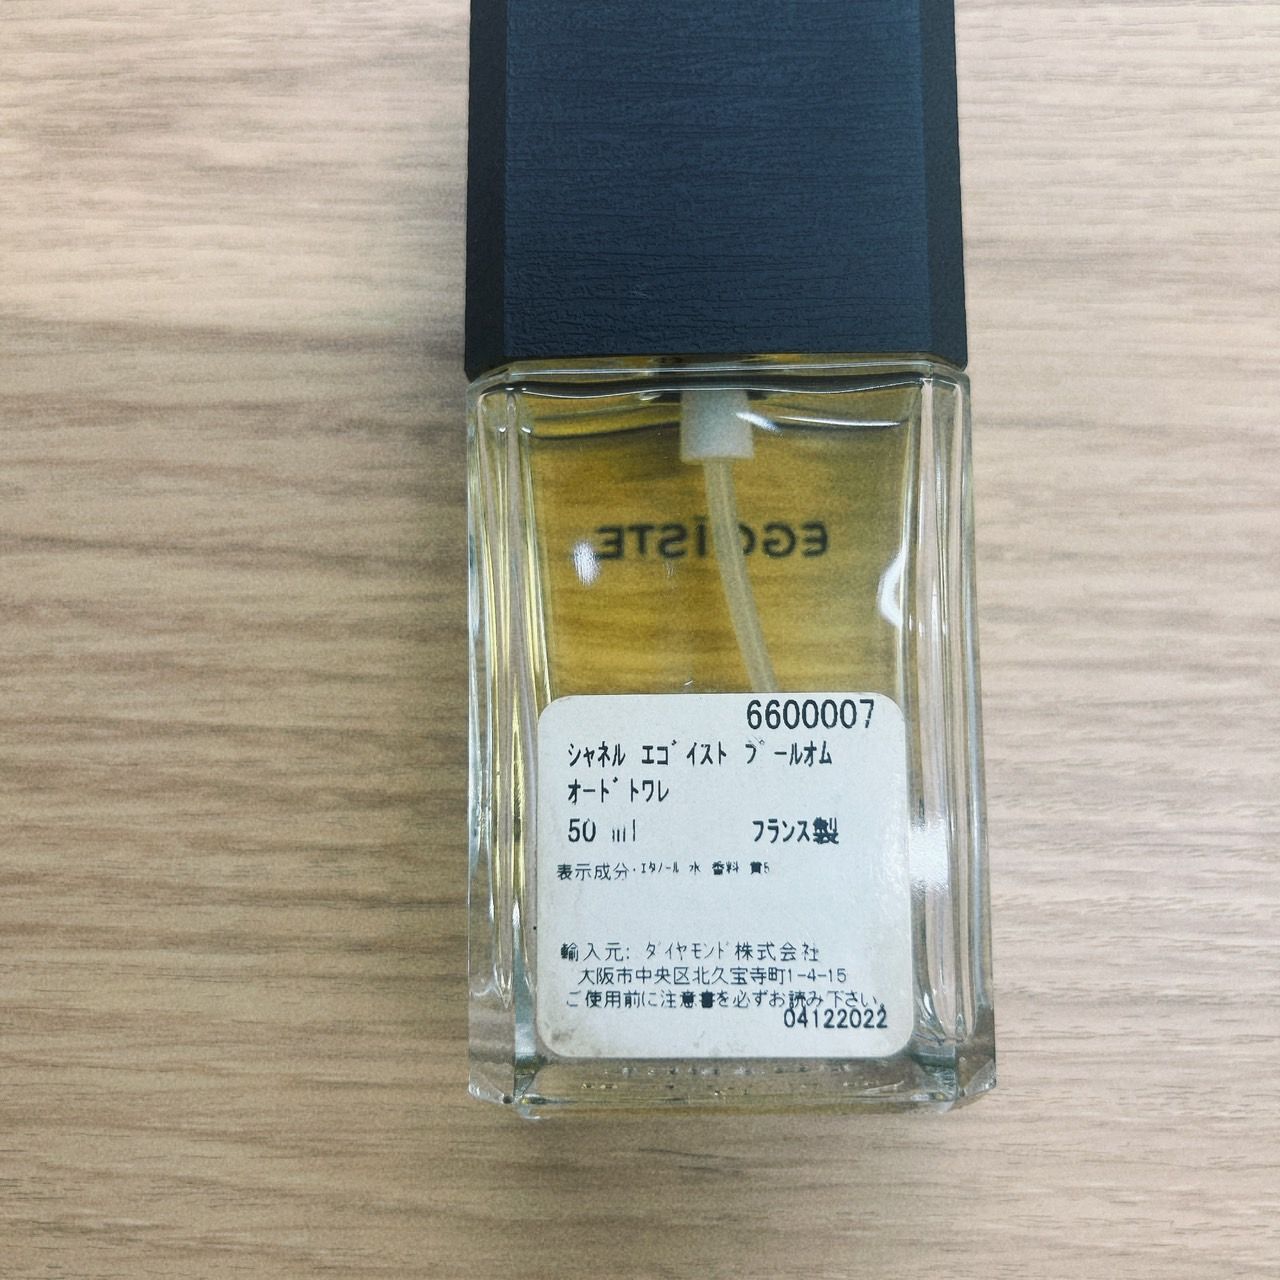 EGOÏSTE
6600007
シャネル エゴイスト プールオム
オードトワレ
50 ml フランス製
表示成分・エタノール 水 香料 黄5
輸入元: ダイヤモンド株式会社
大阪市中央区北久宝寺町1-4-15
ご使用前に注意書を必ずお読み下さい。
04122022